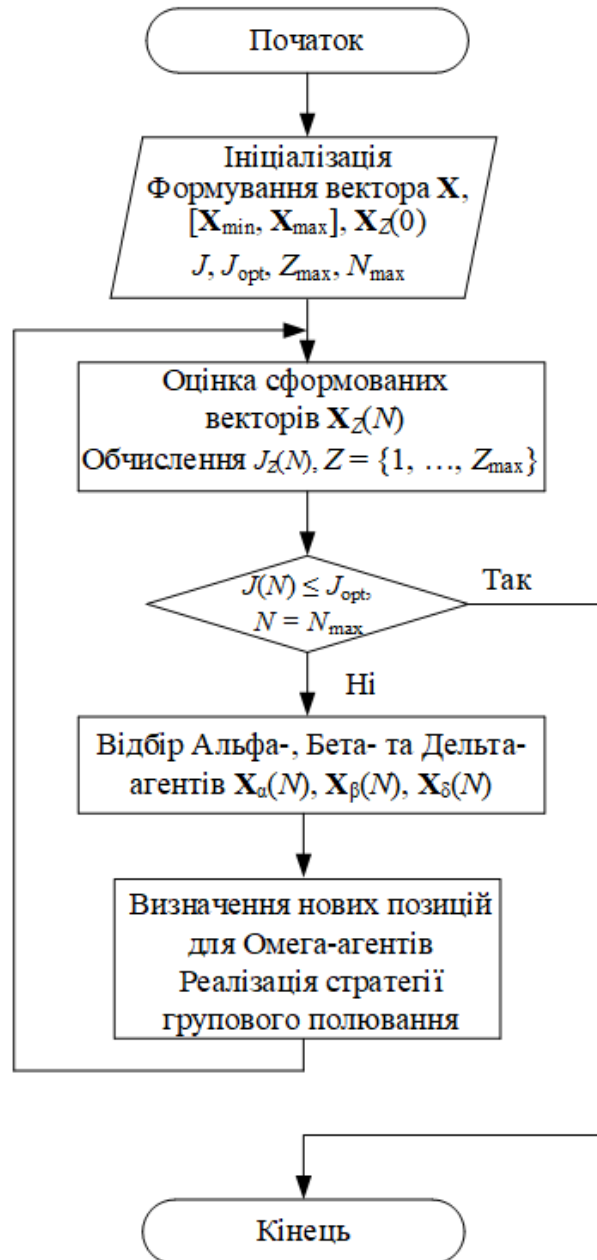 Початок
Ініціалізація
Формування вектора X,
[Xmin, Xmax], XZ(0)
J, Jopt, Zmax, Nmax
Оцінка сформованих
векторів XZ(N)
Обчислення JZ(N), Z = {1, …, Zmax}
J(N) ≤ Jopt,
N = Nmax
Так
Ні
Відбір Альфа-, Бета- та Дельта-
агентів Xα(N), Xβ(N), Xδ(N)
Визначення нових позицій
для Омега-агентів
Реалізація стратегії
групового полювання
Кінець